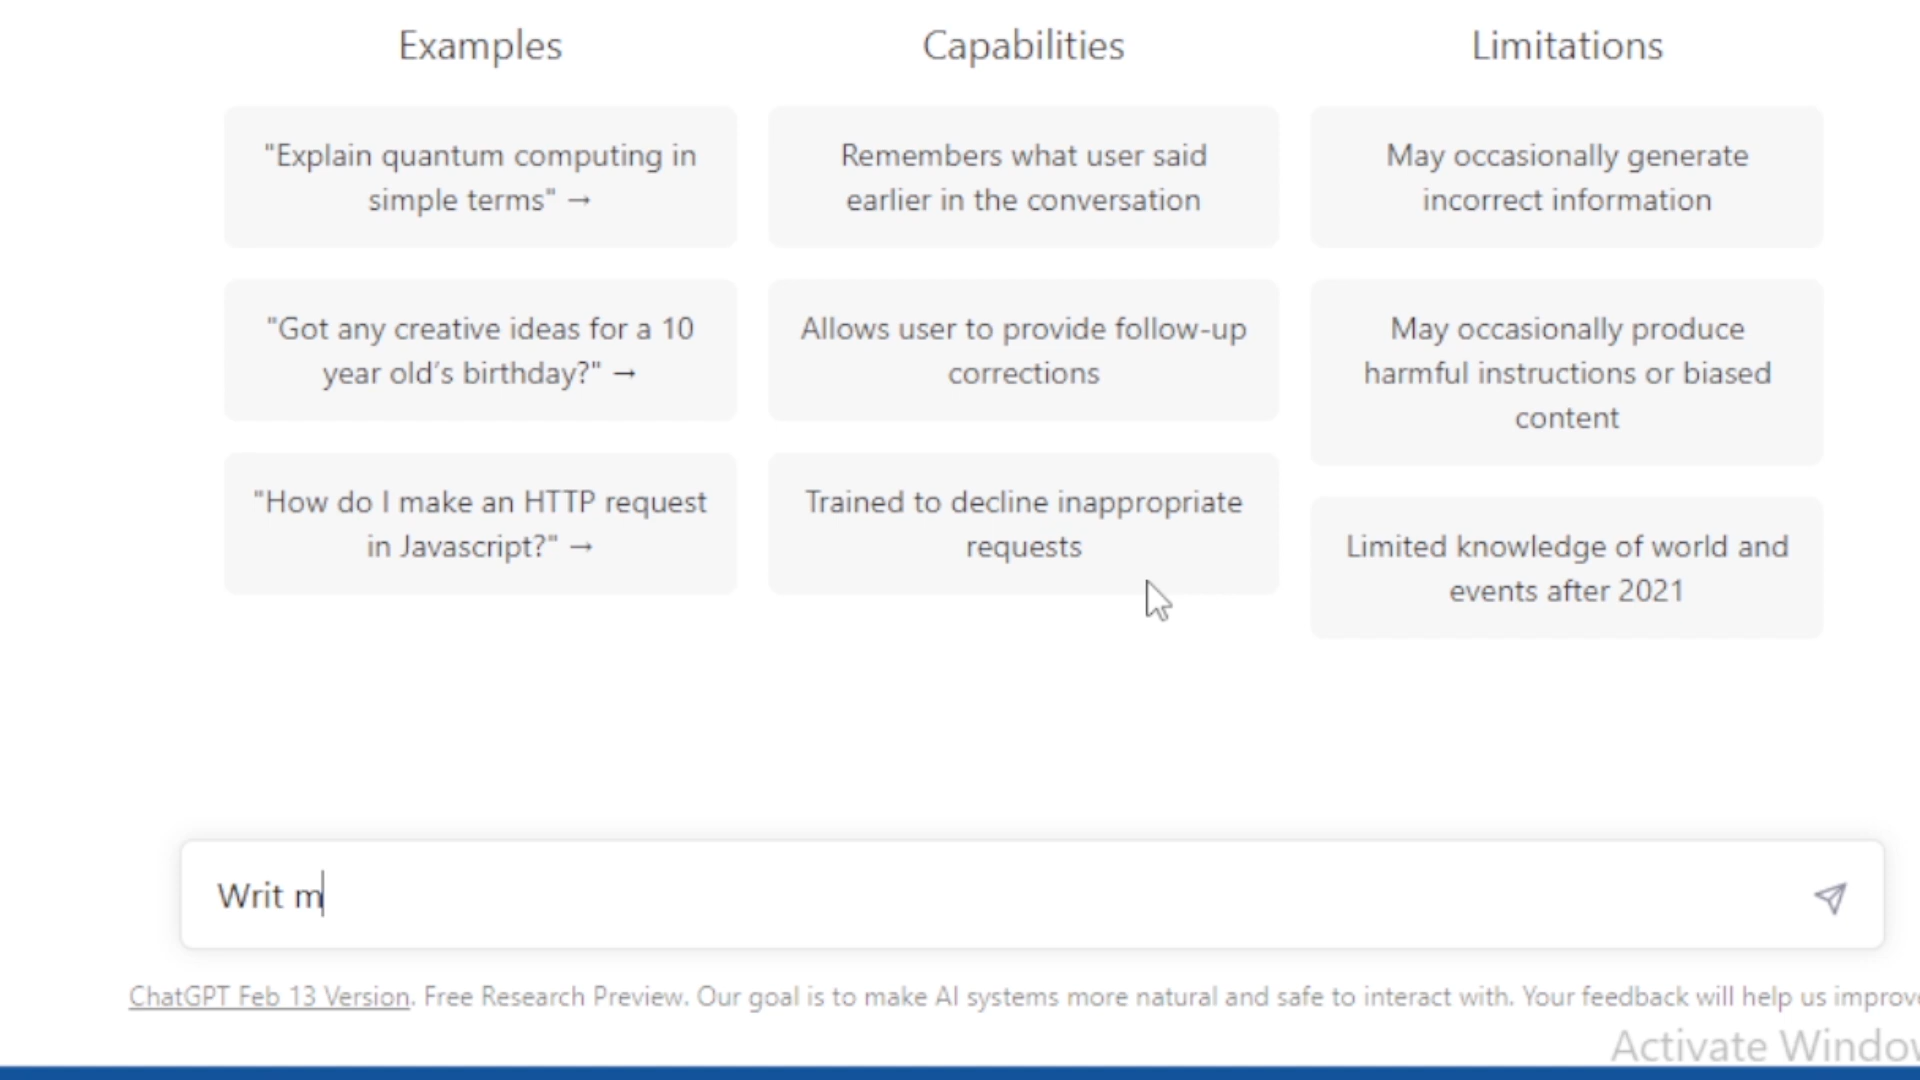 Examples
"Explain quantum computing in
simple terms" →
"Got any creative ideas for a 10
year old's birthday?" →
"How do I make an HTTP request
in Javascript?" →
Capabilities
Remembers what user said
earlier in the conversation
Allows user to provide follow-up
corrections
Trained to decline inappropriate
requests
Limitations
May occasionally generate
incorrect information
May occasionally produce
harmful instructions or biased
content
Limited knowledge of world and
events after 2021
Writ m
ChatGPT Feb 13 Version. Free Research Preview. Our goal is to make AI systems more natural and safe to interact with. Your feedback will help us improv
Activate Window